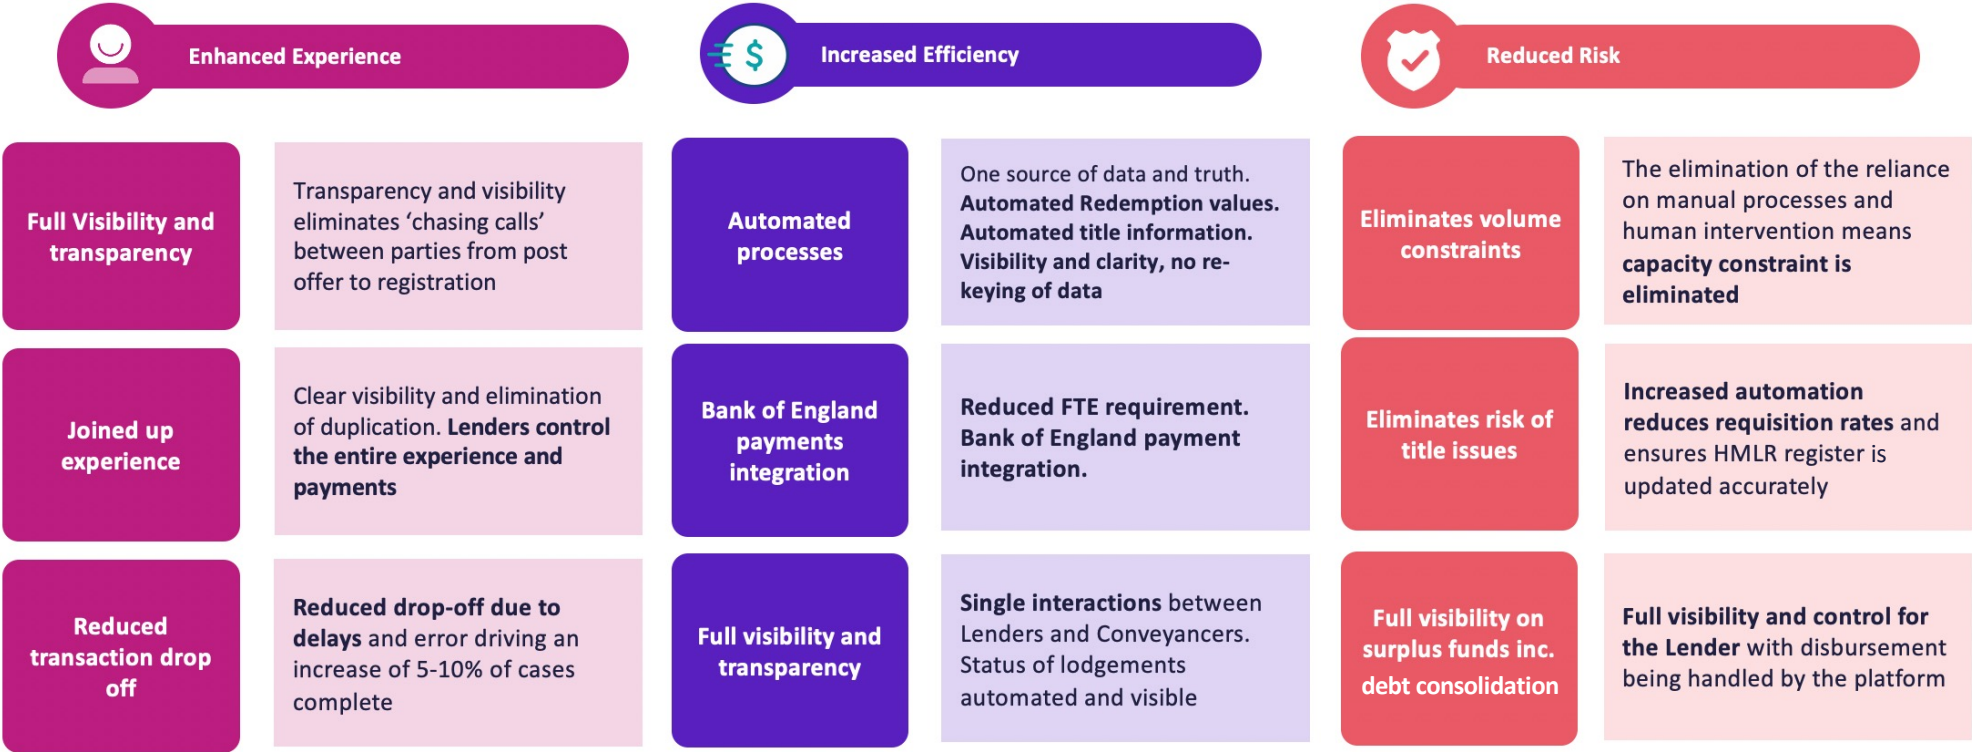 Enhanced Experience
Full Visibility and
transparency
Transparency and visibility
eliminates ‘chasing calls’
between parties from post
offer to registration
Joined up
experience
Clear visibility and elimination
of duplication. Lenders control
the entire experience and
payments
Reduced
transaction drop
off
Reduced drop-off due to
delays and error driving an
increase of 5-10% of cases
complete
Increased Efficiency
$
Automated
processes
One source of data and truth.
Automated Redemption values.
Automated title information.
Visibility and clarity, no re-
keying of data
Bank of England
payments
integration
Reduced FTE requirement.
Bank of England payment
integration.
Full visibility and
transparency
Single interactions between
Lenders and Conveyancers.
Status of lodgements
automated and visible
Reduced Risk
Eliminates volume
constraints
The elimination of the reliance
on manual processes and
human intervention means
capacity constraint is
eliminated
Eliminates risk of
title issues
Increased automation
reduces requisition rates and
ensures HMLR register is
updated accurately
Full visibility on
surplus funds inc.
debt consolidation
Full visibility and control for
the Lender with disbursement
being handled by the platform